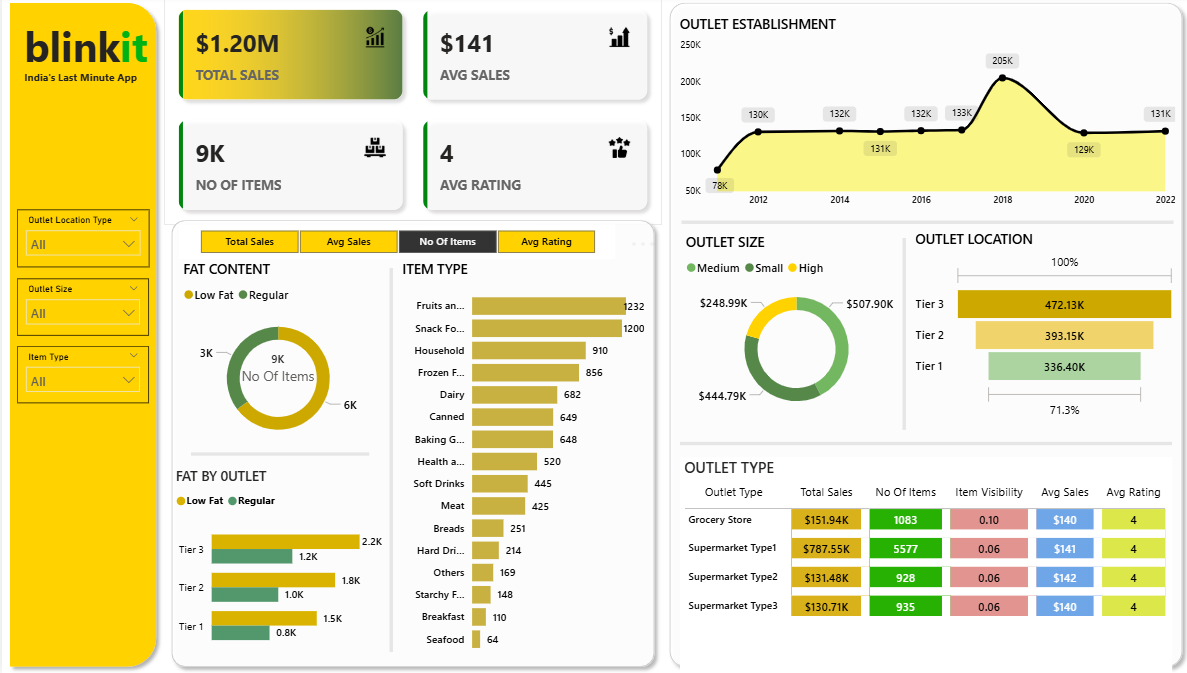 blinkit
India's Last Minute App
Outlet Location Type
All
Outlet Size
All
Item Type
All
$1.20M
TOTAL SALES
$141
AVG SALES
9K
NO OF ITEMS
4
AVG RATING
Total Sales Avg Sales No Of Items Avg Rating
FAT CONTENT
Low Fat Regular
3K
9K
No Of Items
6K
FAT BY 0UTLET
Low Fat Regular
Tier 3 2.2K
1.2K
Tier 2 1.8K
1.0K
Tier 1 1.5K
0.8K
ITEM TYPE
Fruits an... 1232
Snack Fo... 1200
Household 910
Frozen F... 856
Dairy 682
Canned 649
Baking G... 648
Health a... 520
Soft Drinks 445
Meat 425
Breads 251
Hard Dri... 214
Others 169
Starchy F... 148
Breakfast 110
Seafood 64
OUTLET ESTABLISHMENT
250K
200K
150K
100K
50K
78K 130K 132K 131K 132K 133K 205K 129K 131K
2012 2014 2016 2018 2020 2022
OUTLET SIZE
Medium Small High
$248.99K $507.90K
$444.79K
OUTLET LOCATION
100%
Tier 3 472.13K
Tier 2 393.15K
Tier 1 336.40K
71.3%
OUTLET TYPE
Outlet Type Total Sales No Of Items Item Visibility Avg Sales Avg Rating
Grocery Store $151.94K 1083 0.10 $140 4
Supermarket Type1 $787.55K 5577 0.06 $141 4
Supermarket Type2 $131.48K 928 0.06 $142 4
Supermarket Type3 $130.71K 935 0.06 $140 4